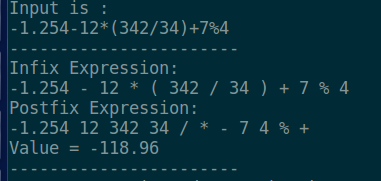 Input is :
-1.254-12*(342/34)+7%4
-----------------------
Infix Expression:
-1.254 - 12 * ( 342 / 34 ) + 7 % 4
Postfix Expression:
-1.254 12 342 34 / * - 7 4 % +
Value = -118.96
-----------------------